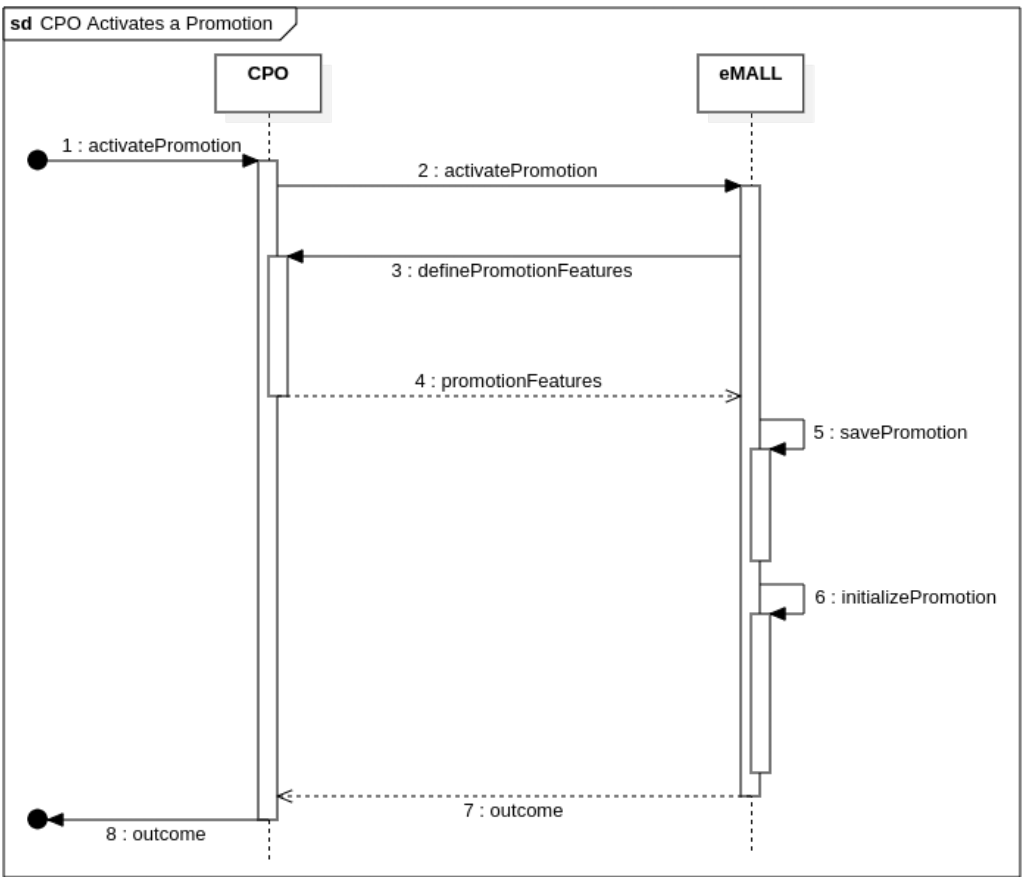 sd CPO Activates a Promotion
CPO
eMALL
1 : activatePromotion
2 : activatePromotion
3 : definePromotionFeatures
4 : promotionFeatures
5 : savePromotion
6 : initializePromotion
7 : outcome
8 : outcome